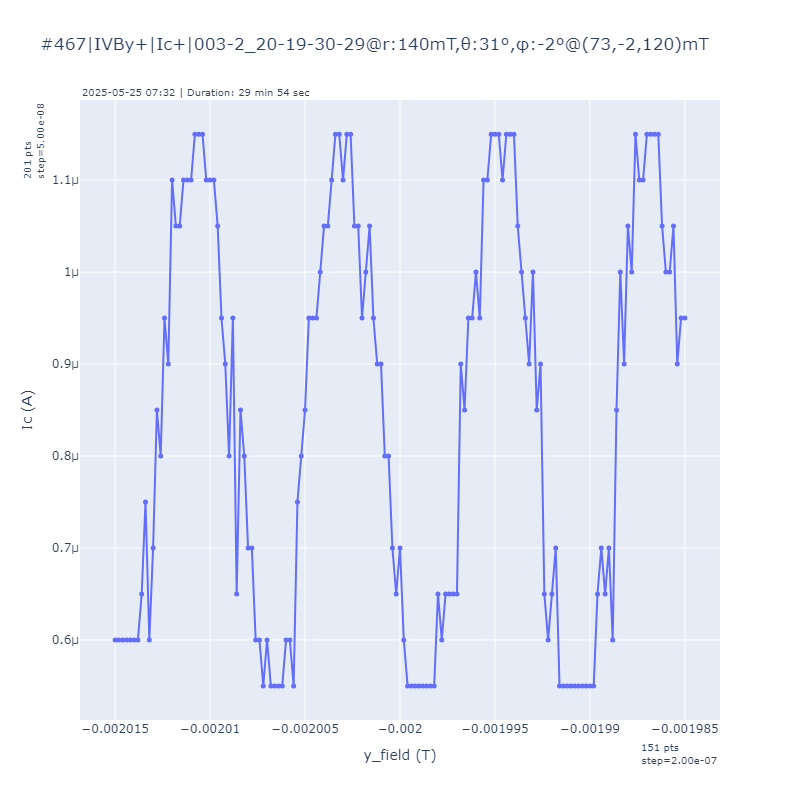 #467|IVBy+|Ic+|003-2_20-19-30-29@r:140mT,θ:31°,φ:-2°@(73,-2,120)mT
2025-05-25 07:32 | Duration: 29 min 54 sec
201 pts
step=5.00e-08
1.1μ
1μ
0.9μ
0.8μ
0.7μ
0.6μ
Ic (A)
−0.002015 −0.00201 −0.002005 −0.002 −0.001995 −0.00199 −0.001985
y_field (T)
151 pts
step=2.00e-07